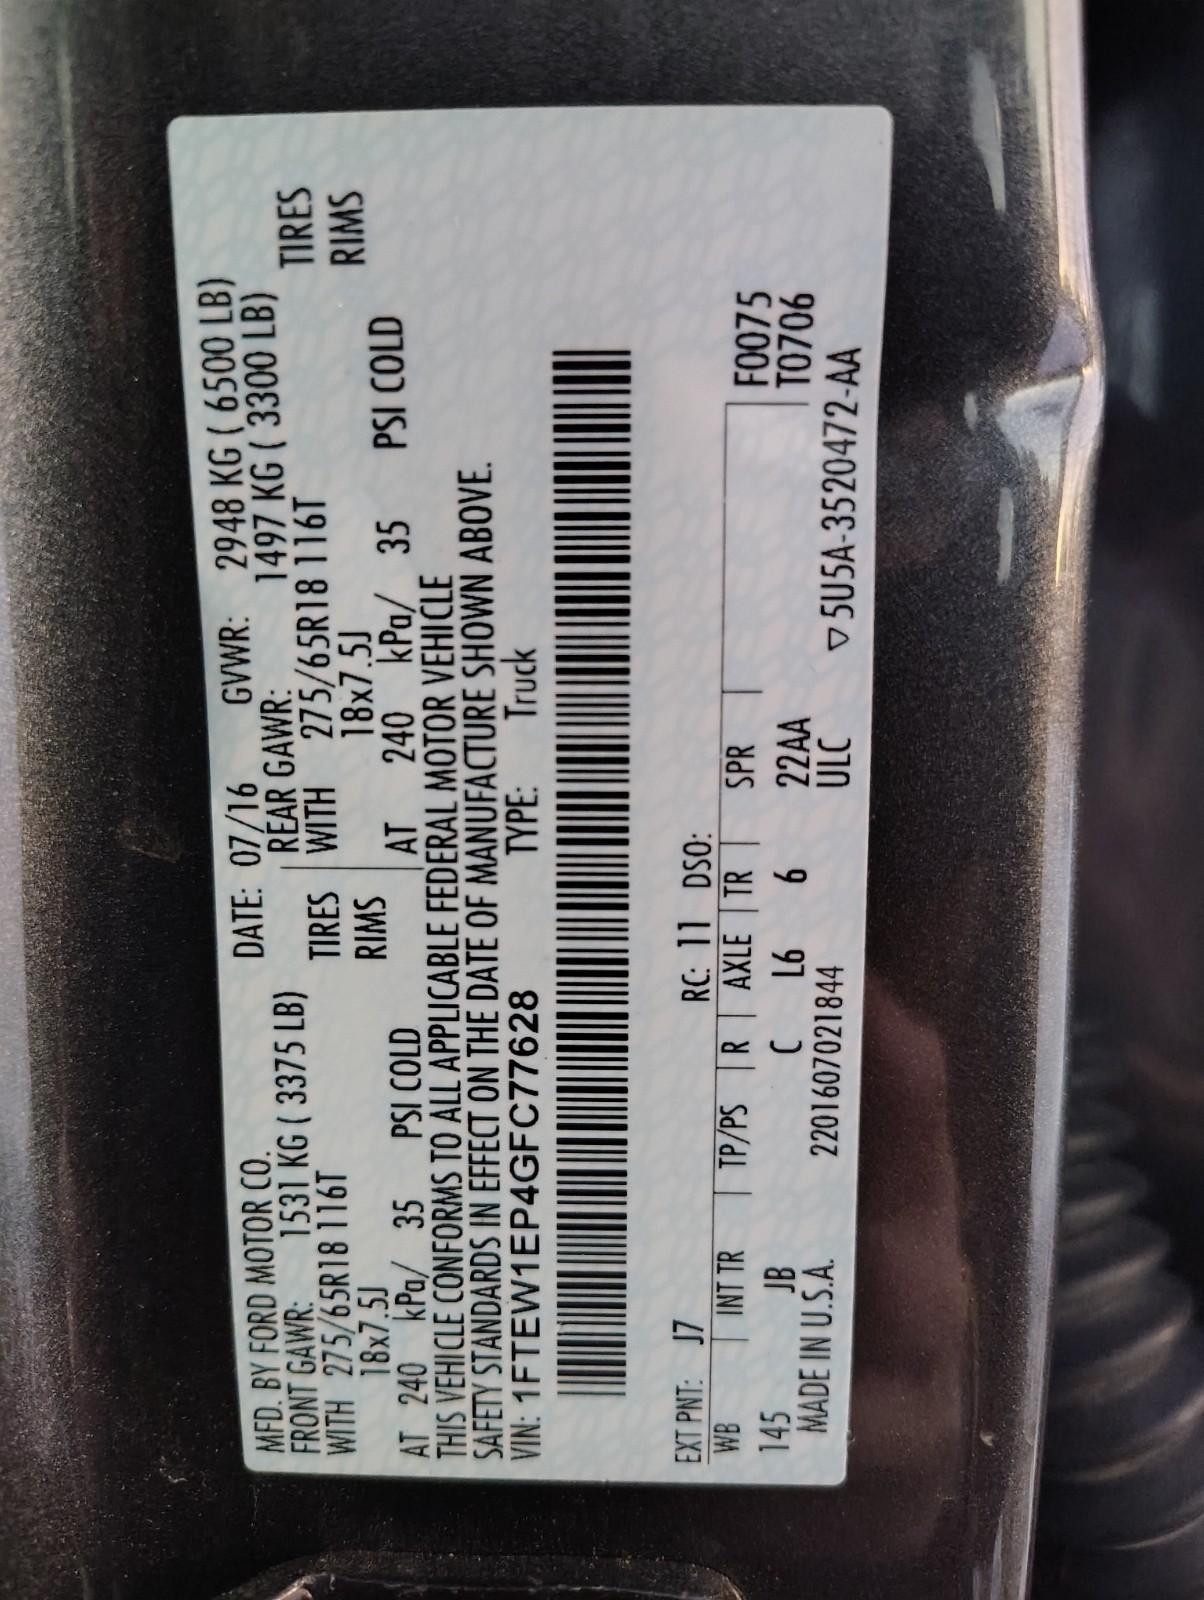 MFD. BY FORD MOTOR CO. DATE: 07/16 GVWR: 2948 KG ( 6500 LB)
FRONT GAWR: 1531 KG ( 3375 LB) REAR GAWR: 1497 KG ( 3300 LB)
WITH 275/65R18 116T TIRES WITH 275/65R18 116T TIRES
18x7.5J RIMS 18x7.5J RIMS
AT 240 kPa/ 35 PSI COLD AT 240 kPa/ 35 PSI COLD
THIS VEHICLE CONFORMS TO ALL APPLICABLE FEDERAL MOTOR VEHICLE
SAFETY STANDARDS IN EFFECT ON THE DATE OF MANUFACTURE SHOWN ABOVE.
VIN: 1FTEW1EP4GFC77628 TYPE: Truck
EXT PNT: J7 RC: 11 DSO:
WB INT TR TP/PS R AXLE TR SPR F0075
145 JB C L6 6 22AA T0706
MADE IN U.S.A. 2201607021844 ULC ▽5U5A-3520472-AA